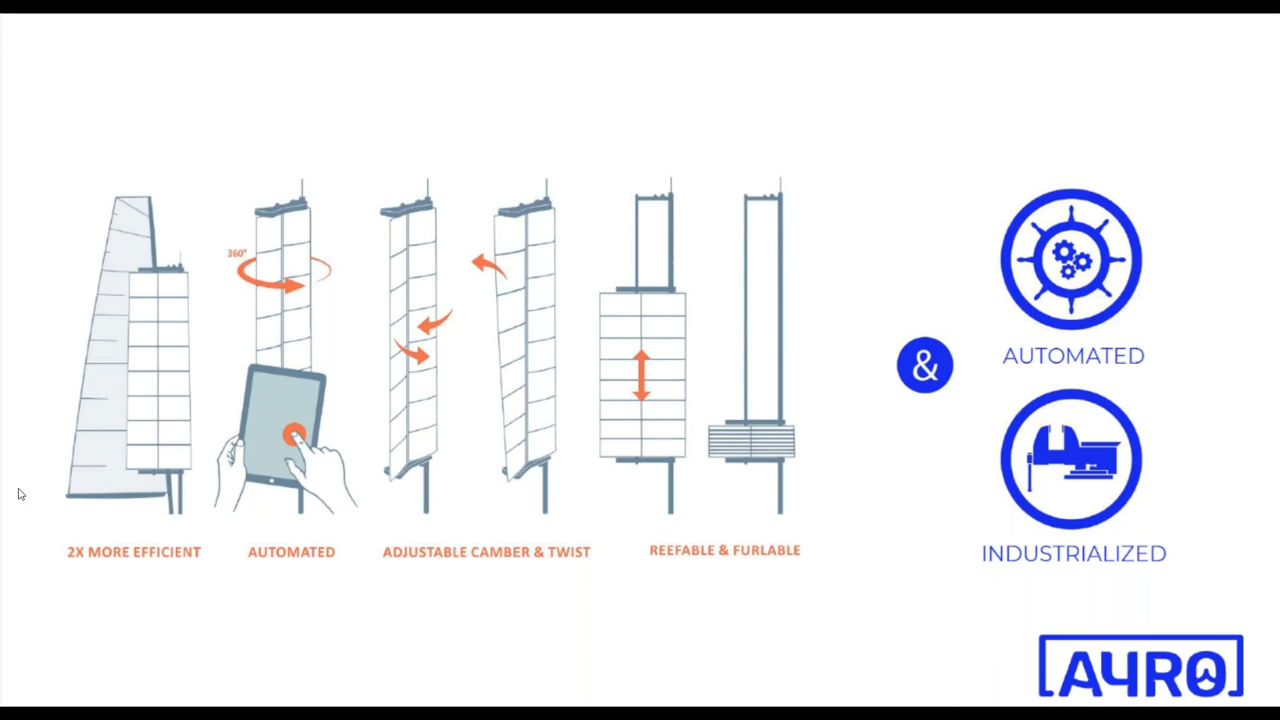 360°
2X MORE EFFICIENT
AUTOMATED
ADJUSTABLE CAMBER & TWIST
REEFABLE & FURLABLE
&
AUTOMATED
INDUSTRIALIZED
AYRO